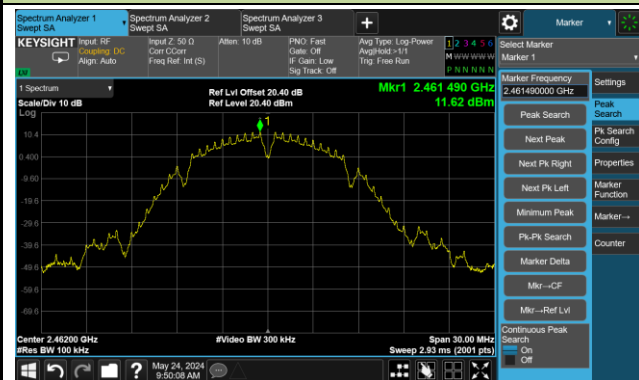 Spectrum Analyzer 1
Swept SA
Spectrum Analyzer 2
Swept SA
Spectrum Analyzer 3
Swept SA
+
Marker
KEYSIGHT
Input: RF
Coupling: DC
Align: Auto
Input Z: 50 Ω
Corr CCorr
Freq Ref: Int (S)
Atten: 10 dB
PNO: Fast
Gate: Off
IF Gain: Low
Sig Track: Off
Avg Type: Log-Power
Avg|Hold:>1/1
Trig: Free Run
1 2 3 4 5 6
M W W W W W
P N N N N N
LVI
Select Marker
Marker 1
1 Spectrum
Scale/Div 10 dB
Log
Ref Lvl Offset 20.40 dB
Ref Level 20.40 dBm
Mkr1 2.461 490 GHz
11.62 dBm
1
10.4
0.400
-9.60
-19.6
-29.6
-39.6
-49.6
-59.6
-69.6
Center 2.46200 GHz
#Res BW 100 kHz
#Video BW 300 kHz
Span 30.00 MHz
Sweep 2.93 ms (2001 pts)
Marker Frequency
2.461490000 GHz
Peak Search
Next Peak
Next Pk Right
Next Pk Left
Minimum Peak
Pk-Pk Search
Marker Delta
Mkr→CF
Mkr→Ref Lvl
Continuous Peak
Search
On
Off
Settings
Peak
Search
Pk Search
Config
Properties
Marker
Function
Marker→
Counter
?
May 24, 2024
9:50:08 AM